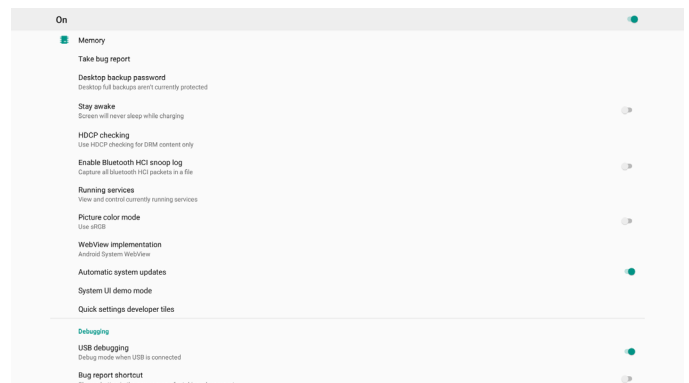 On
Memory
Take bug report
Desktop backup password
Desktop full backups aren't currently protected
Stay awake
Screen will never sleep while charging
HDCP checking
Use HDCP checking for DRM content only
Enable Bluetooth HCI snoop log
Capture all bluetooth HCI packets in a file
Running services
View and control currently running services
Picture color mode
Use sRGB
WebView implementation
Android System WebView
Automatic system updates
System UI demo mode
Quick settings developer tiles
Debugging
USB debugging
Debug mode when USB is connected
Bug report shortcut